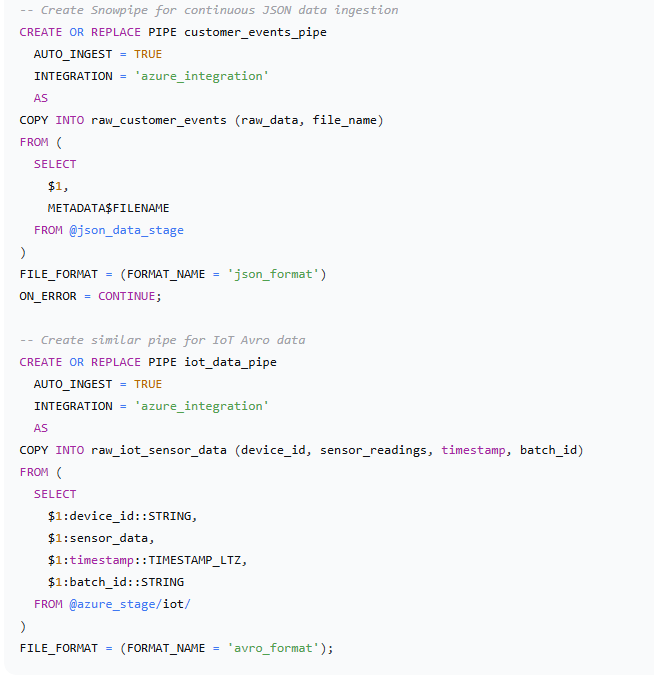 -- Create Snowpipe for continuous JSON data ingestion
CREATE OR REPLACE PIPE customer_events_pipe
  AUTO_INGEST = TRUE
  INTEGRATION = 'azure_integration'
  AS
COPY INTO raw_customer_events (raw_data, file_name)
FROM (
  SELECT
    $1,
    METADATA$FILENAME
  FROM @json_data_stage
)
FILE_FORMAT = (FORMAT_NAME = 'json_format')
ON_ERROR = CONTINUE;

-- Create similar pipe for IoT Avro data
CREATE OR REPLACE PIPE iot_data_pipe
  AUTO_INGEST = TRUE
  INTEGRATION = 'azure_integration'
  AS
COPY INTO raw_iot_sensor_data (device_id, sensor_readings, timestamp, batch_id)
FROM (
  SELECT
    $1:device_id::STRING,
    $1:sensor_data,
    $1:timestamp::TIMESTAMP_LTZ,
    $1:batch_id::STRING
  FROM @azure_stage/iot/
)
FILE_FORMAT = (FORMAT_NAME = 'avro_format');